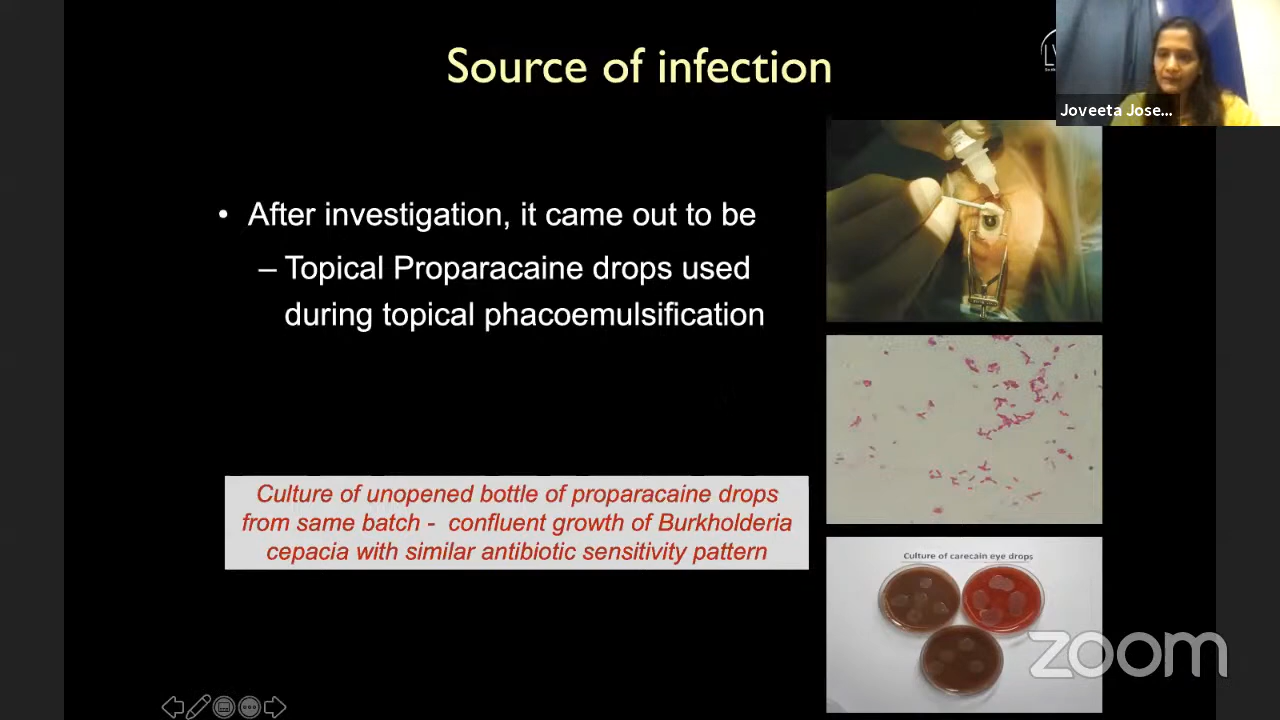 Source of infection
Joveeta Jose...
• After investigation, it came out to be
– Topical Proparacaine drops used
during topical phacoemulsification
Culture of unopened bottle of proparacaine drops
from same batch - confluent growth of Burkholderia
cepacia with similar antibiotic sensitivity pattern
Culture of carecain eye drops
zoom